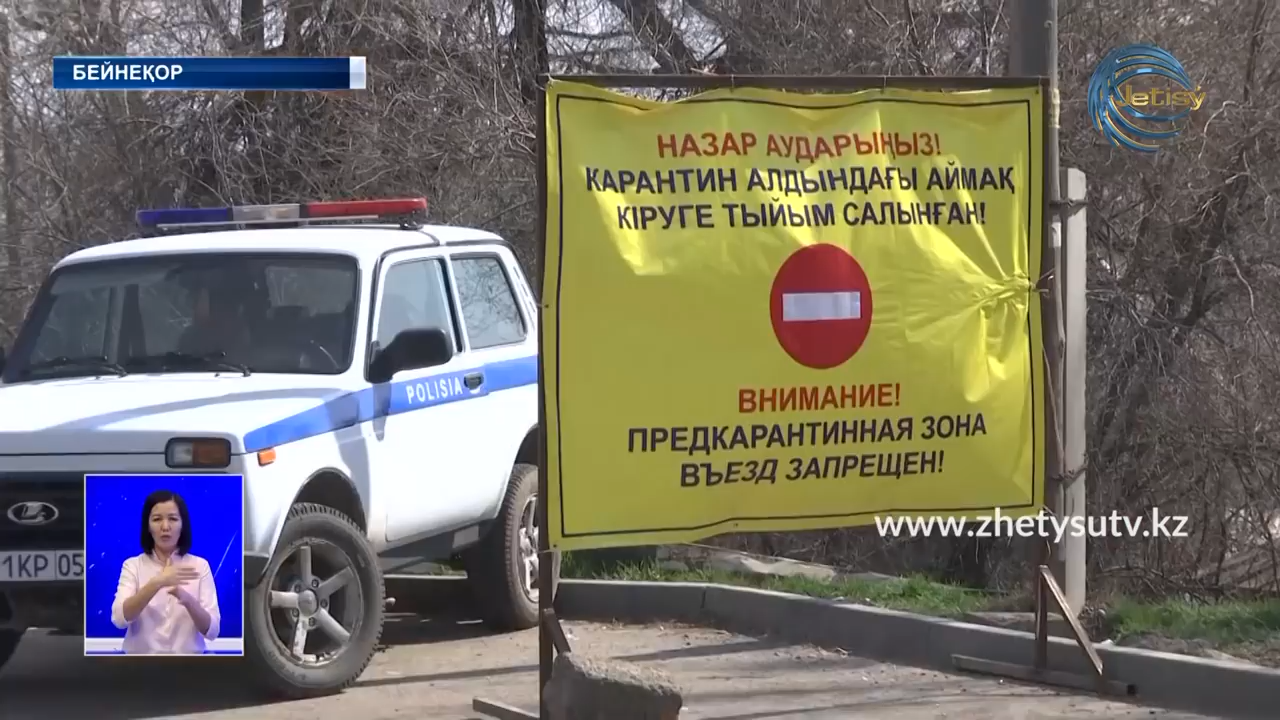 БЕЙНЕҚОР
Jetisý
НАЗАР АУДАРЫҢЫЗ!
КАРАНТИН АЛДЫНДАҒЫ АЙМАҚ
КІРУГЕ ТЫЙЫМ САЛЫНҒАН!
ВНИМАНИЕ!
ПРЕДКАРАНТИННАЯ ЗОНА
ВЪЕЗД ЗАПРЕЩЕН!
POLISIA
1KP 05
www.zhetysutv.kz